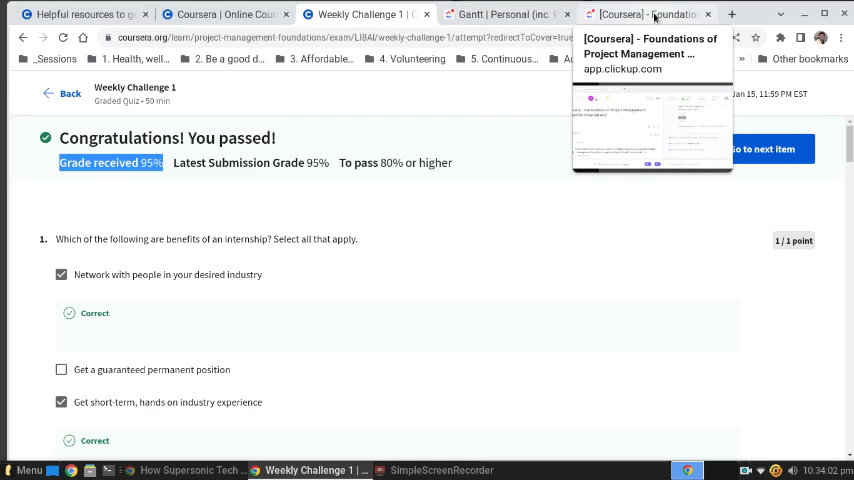 Helpful resources to ge
Coursera | Online Cour
Weekly Challenge 1 | C
Gantt | Personal (inc. P
[Coursera] - Foundation
coursera.org/learn/project-management-foundations/exam/LI8AI/weekly-challenge-1/attempt?redirectToCover=true
_Sessions
1. Health, well...
2. Be a good d...
3. Affordable...
4. Volunteering
5. Continuous...
Other bookmarks
[Coursera] - Foundations of
Project Management ...
app.clickup.com
Back
Weekly Challenge 1
Graded Quiz • 50 min
Jan 15, 11:59 PM EST
Congratulations! You passed!
Grade received 95% Latest Submission Grade 95% To pass 80% or higher
Go to next item
1. Which of the following are benefits of an internship? Select all that apply.
1 / 1 point
Network with people in your desired industry
Correct
Get a guaranteed permanent position
Get short-term, hands on industry experience
Correct
Menu
How Supersonic Tech ...
Weekly Challenge 1 | ...
SimpleScreenRecorder
10:34:02 pm